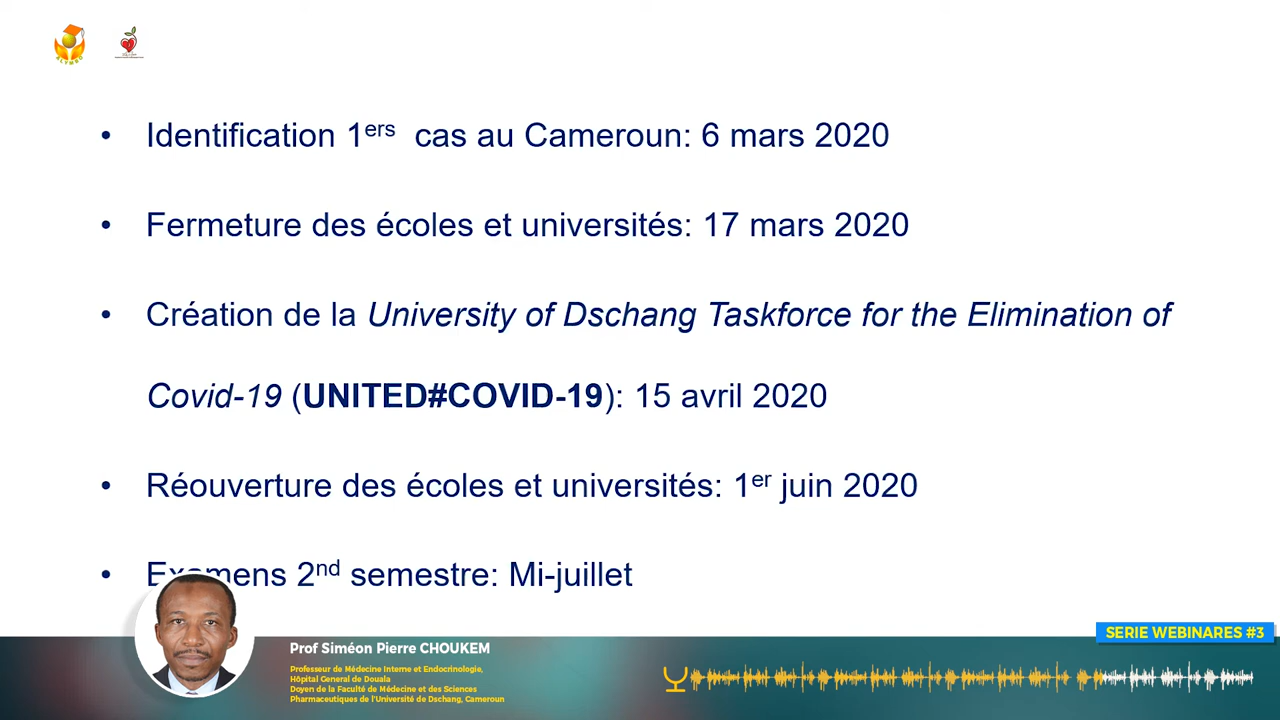 ALYMED
• Identification 1ers cas au Cameroun: 6 mars 2020
• Fermeture des écoles et universités: 17 mars 2020
• Création de la University of Dschang Taskforce for the Elimination of
Covid-19 (UNITED#COVID-19): 15 avril 2020
• Réouverture des écoles et universités: 1er juin 2020
• Examens 2nd semestre: Mi-juillet
SERIE WEBINARES #3
Prof Siméon Pierre CHOUKEM
Professeur de Médecine Interne et Endocrinologie,
Hôpital General de Douala
Doyen de la Faculté de Médecine et des Sciences
Pharmaceutiques de l'Université de Dschang, Cameroun